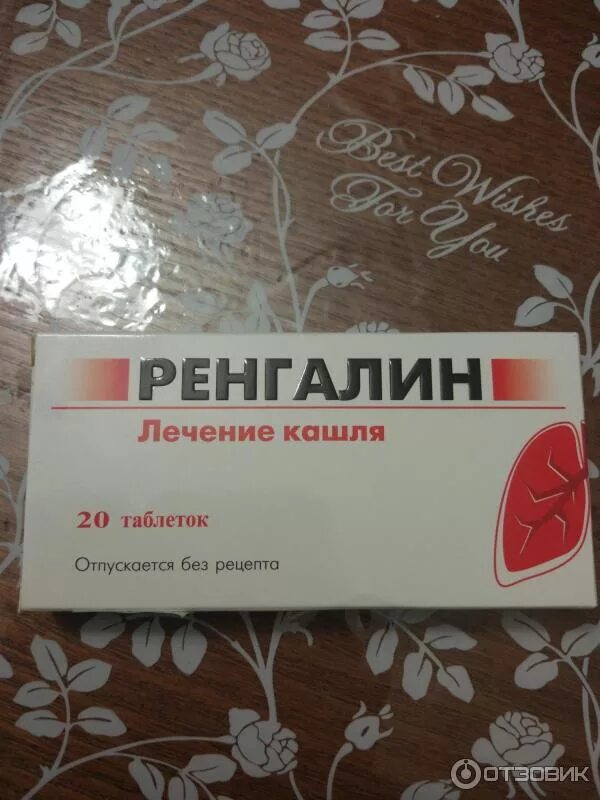 Best Wishes
For You
РЕНГАЛИН
Лечение кашля
20 таблеток
Отпускается без рецепта
ОТЗОВИК